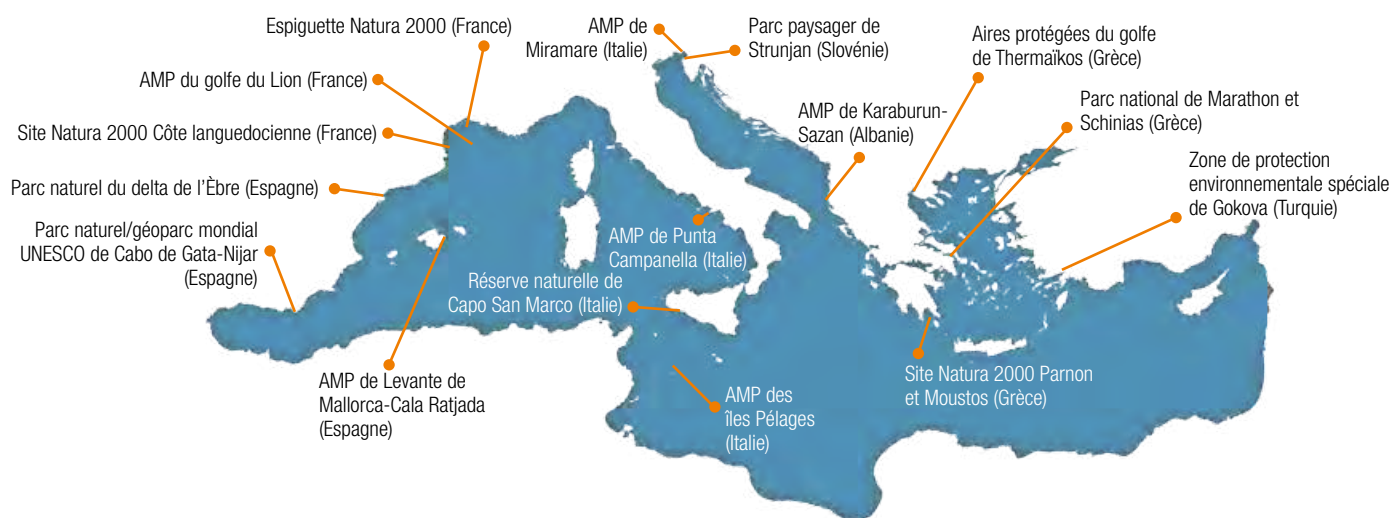 Espiguette Natura 2000 (France)
AMP du golfe du Lion (France)
Site Natura 2000 Côte languedocienne (France)
Parc naturel du delta de l'Èbre (Espagne)
Parc naturel/géoparc mondial
UNESCO de Cabo de Gata-Nijar
(Espagne)
AMP de
Miramare (Italie)
Parc paysager de
Strunjan (Slovénie)
Aires protégées du golfe
de Thermaïkos (Grèce)
AMP de Karaburun-
Sazan (Albanie)
Parc national de Marathon et
Schinias (Grèce)
Zone de protection
environnementale spéciale
de Gokova (Turquie)
AMP de Punta
Campanella (Italie)
Réserve naturelle de
Capo San Marco (Italie)
AMP de Levante de
Mallorca-Cala Ratjada
(Espagne)
AMP des
îles Pélages
(Italie)
Site Natura 2000 Parnon
et Moustos (Grèce)